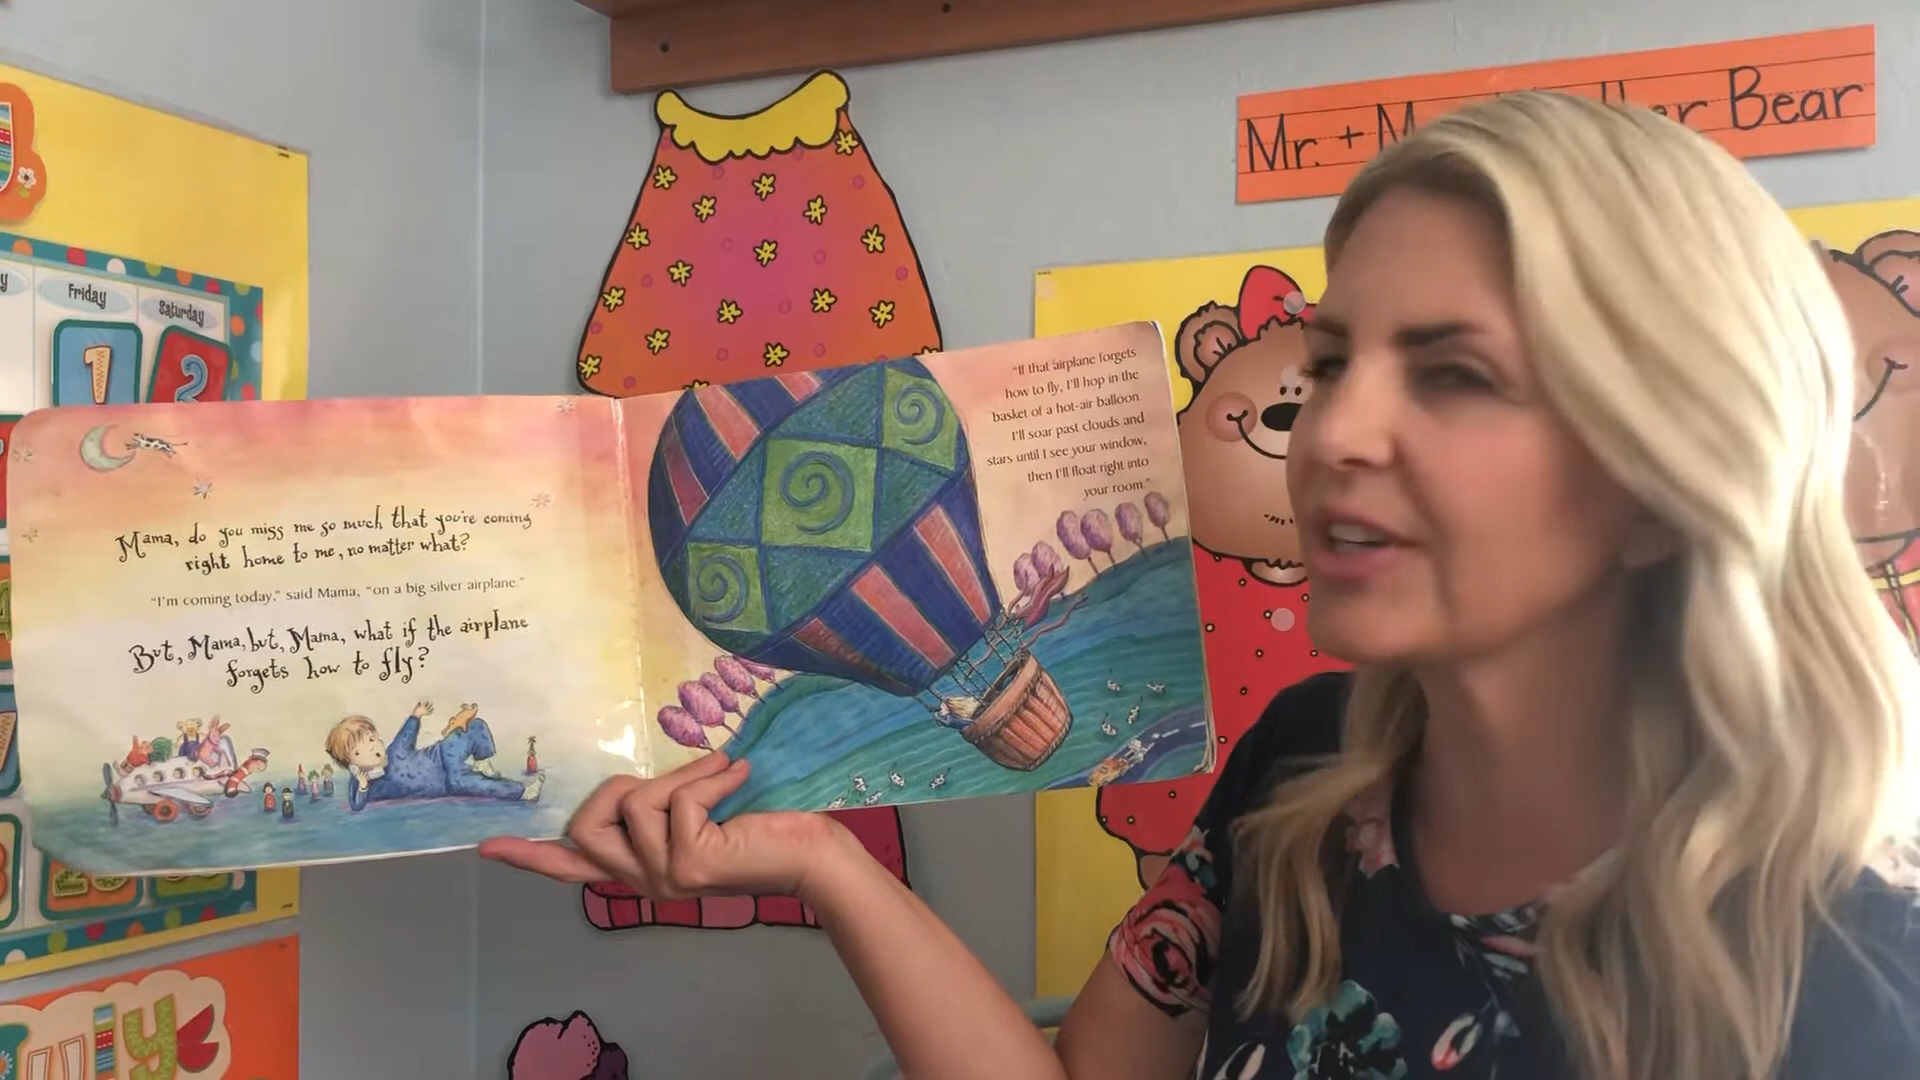 Mr. + M her Bear
Friday
Saturday
1
2
Mama, do you miss me so much that you're coming
right home to me, no matter what?
"I'm coming today," said Mama, "on a big silver airplane."
But, Mama, but, Mama, what if the airplane
forgets how to fly?
"If that airplane forgets
how to fly, I'll hop in the
basket of a hot-air balloon.
I'll soar past clouds and
stars until I see your window,
then I'll float right into
your room."